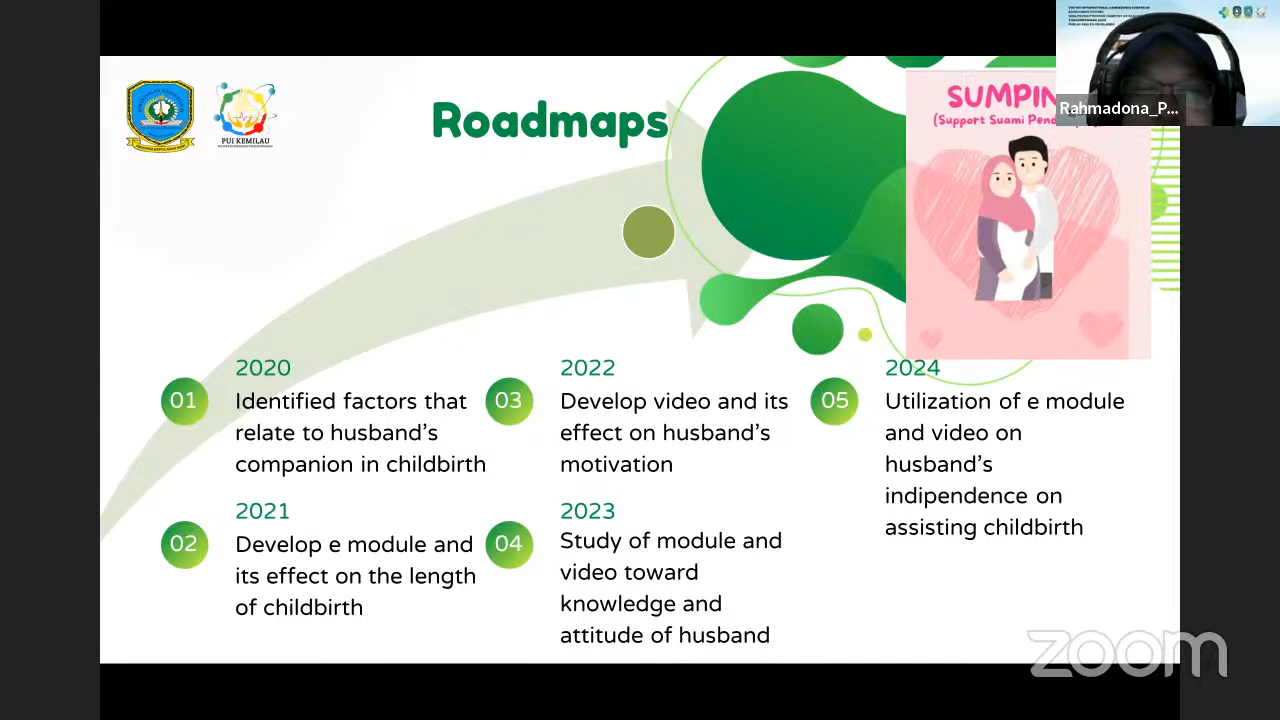 Roadmaps
PUI KEMILAU
SUMPIN
(Support Suami Pend
Rahmadona_P...
2020
01
Identified factors that
relate to husband's
companion in childbirth
2021
02
Develop e module and
its effect on the length
of childbirth
2022
03
Develop video and its
effect on husband's
motivation
2023
04
Study of module and
video toward
knowledge and
attitude of husband
2024
05
Utilization of e module
and video on
husband's
indipendence on
assisting childbirth
zoom